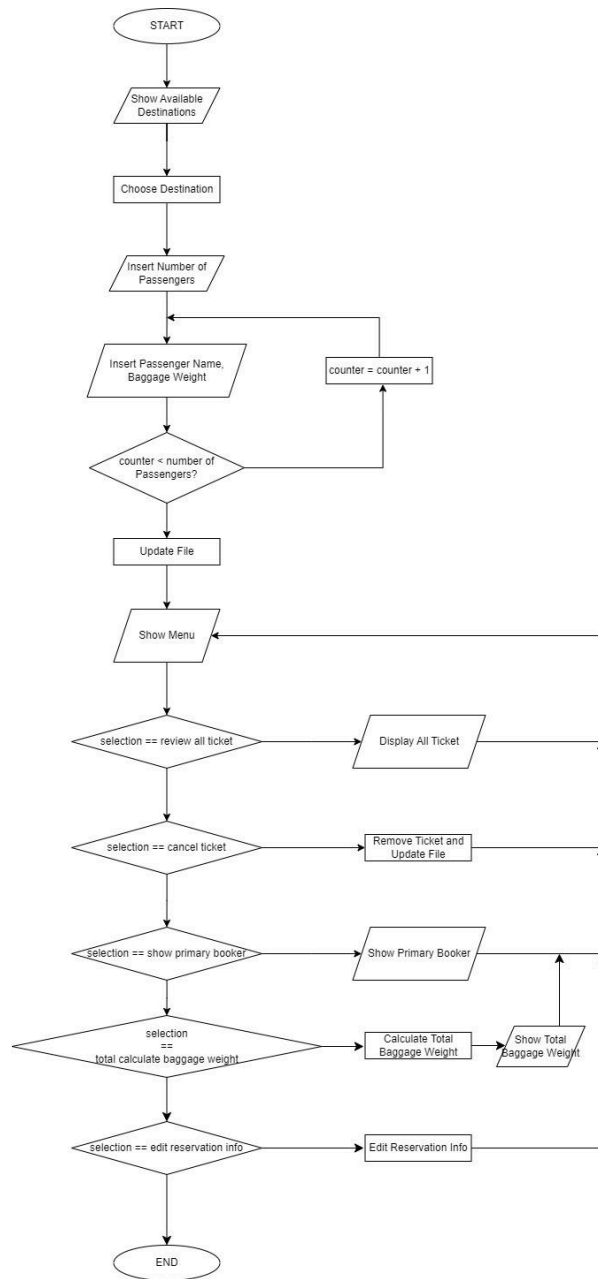 START
Show Available
Destinations
Choose Destination
Insert Number of
Passengers
Insert Passenger Name,
Baggage Weight
counter = counter + 1
counter < number of
Passengers?
Update File
Show Menu
selection == review all ticket
Display All Ticket
selection == cancel ticket
Remove Ticket and
Update File
selection == show primary booker
Show Primary Booker
selection
==
total calculate baggage weight
Calculate Total
Baggage Weight
Show Total
Baggage Weight
selection == edit reservation info
Edit Reservation Info
END